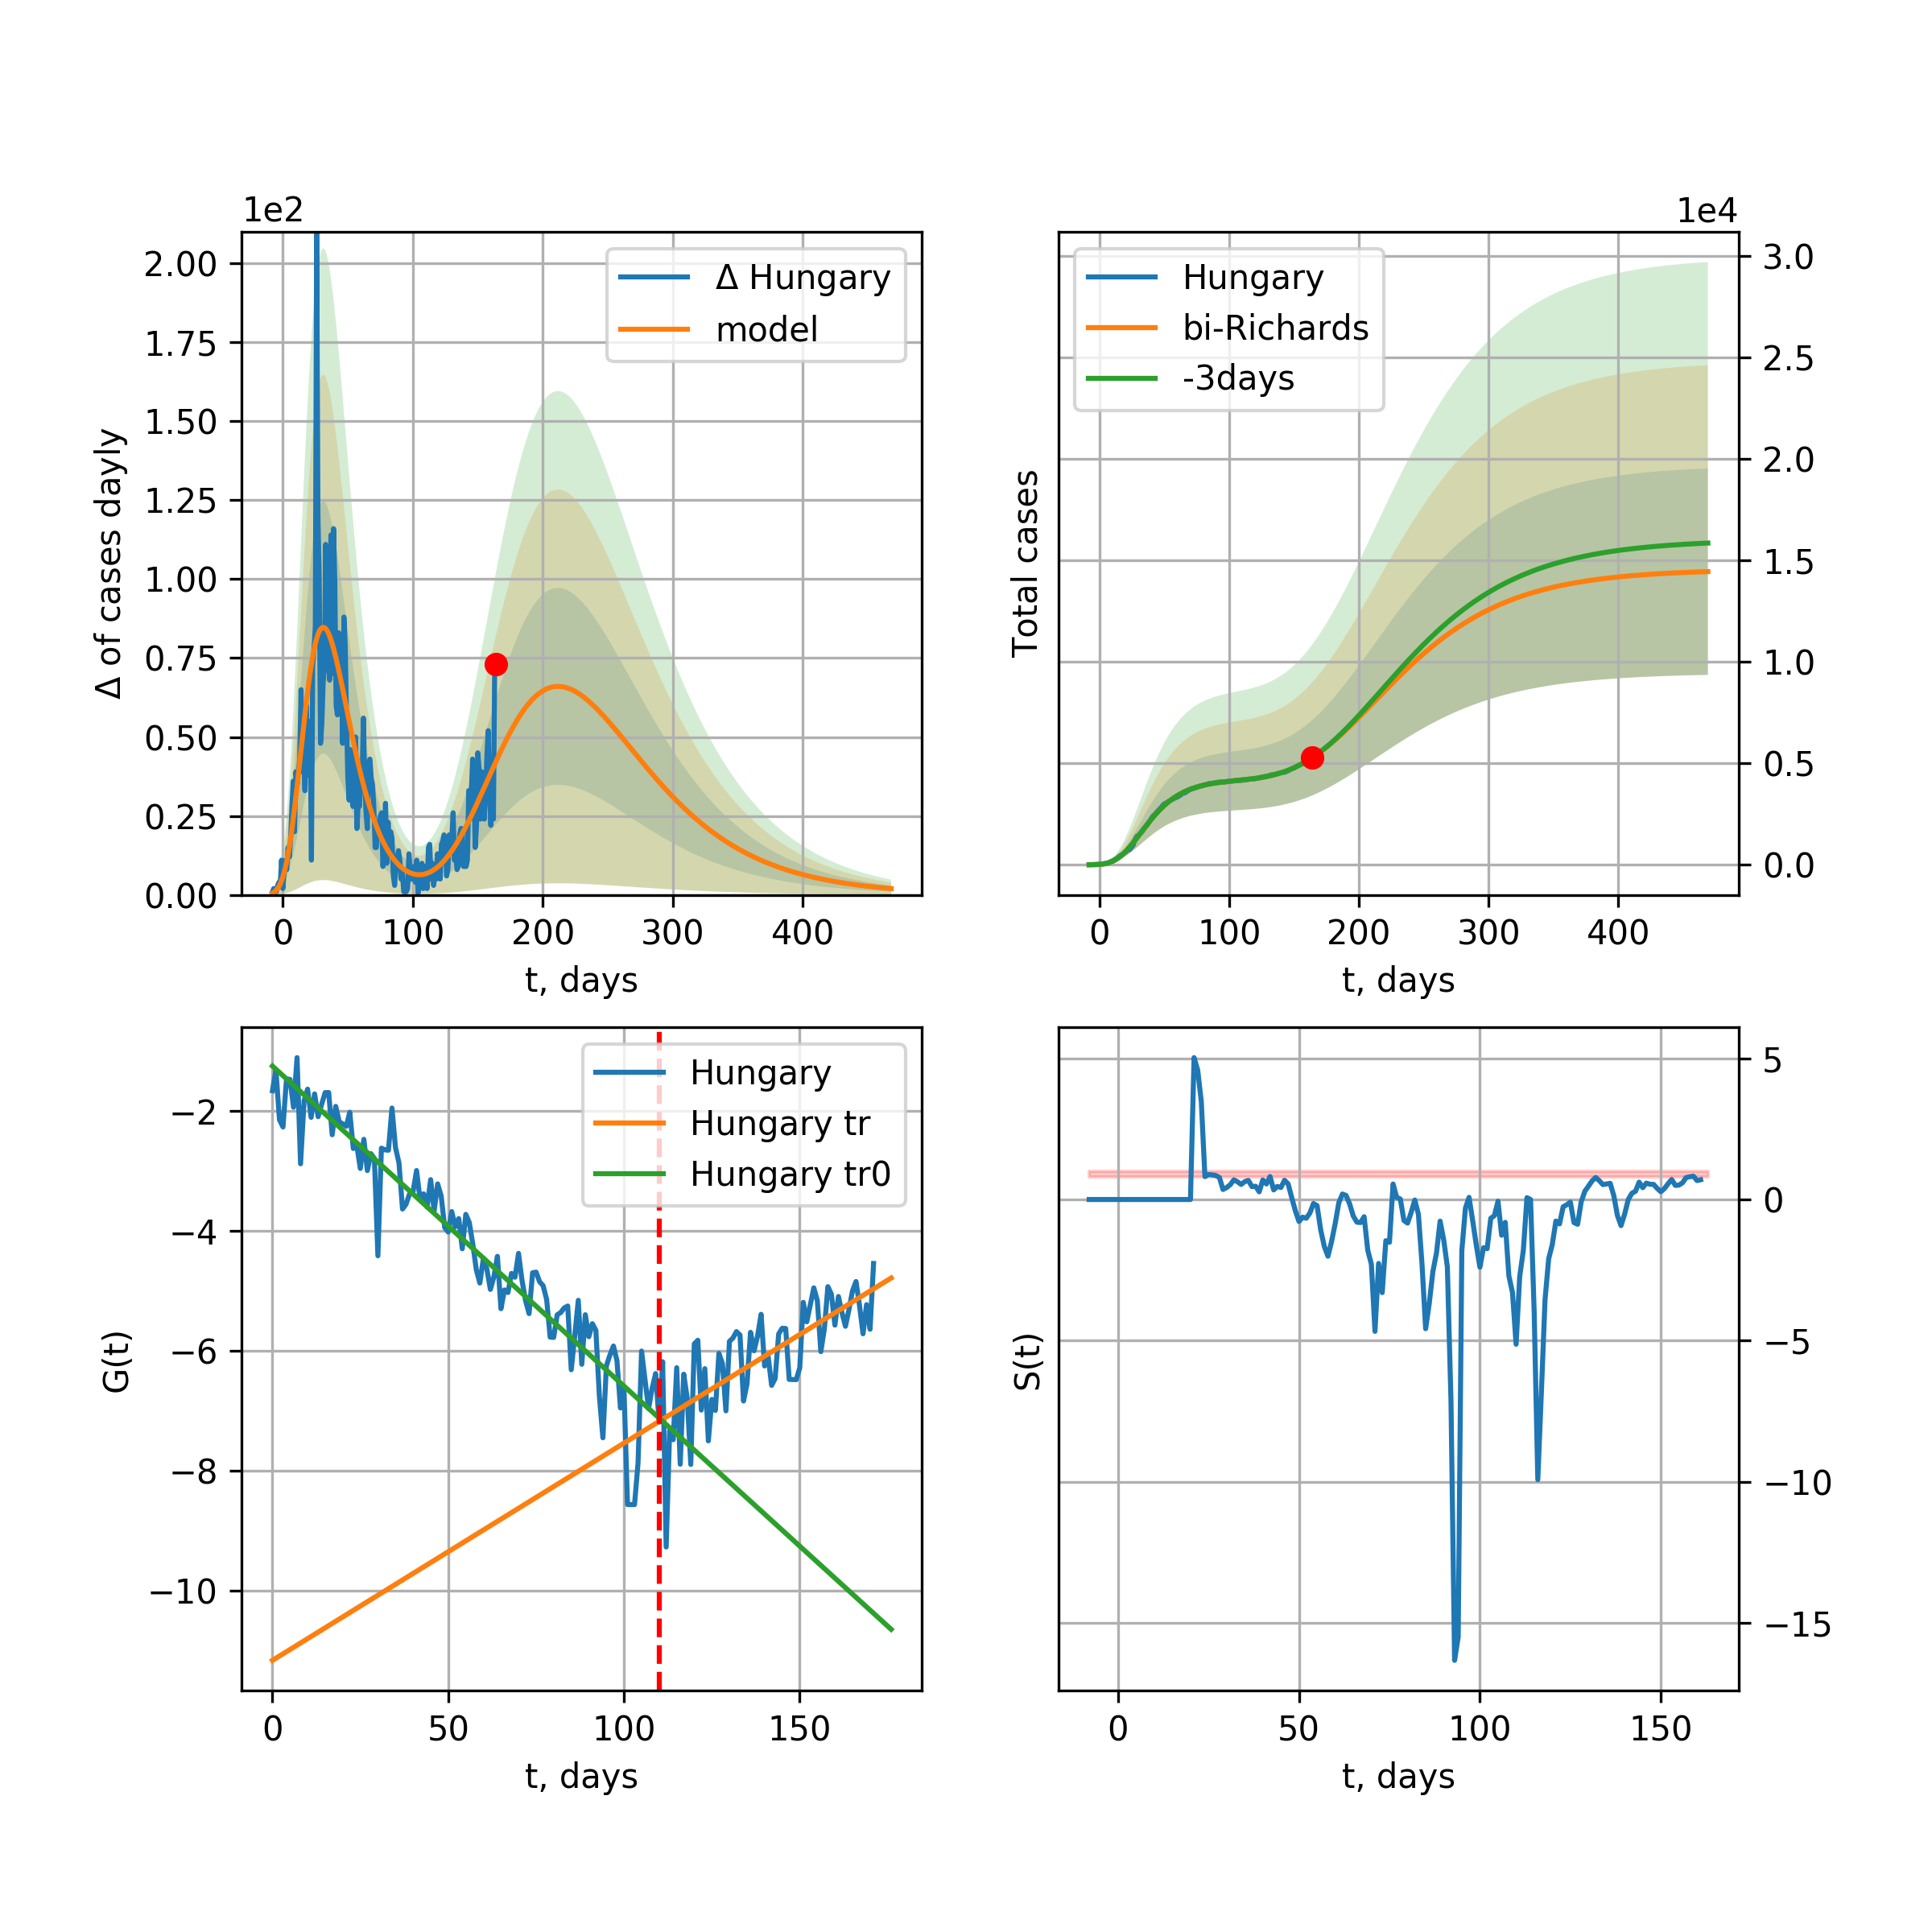 1e2
Δ of cases dayly
2.00
1.75
1.50
1.25
1.00
0.75
0.50
0.25
0.00
0 100 200 300 400
t, days
Δ Hungary
model
1e4
Total cases
3.0
2.5
2.0
1.5
1.0
0.5
0.0
0 100 200 300 400
t, days
Hungary
bi-Richards
-3days
G(t)
−2
−4
−6
−8
−10
0 50 100 150
t, days
Hungary
Hungary tr
Hungary tr0
S(t)
5
0
−5
−10
−15
0 50 100 150
t, days